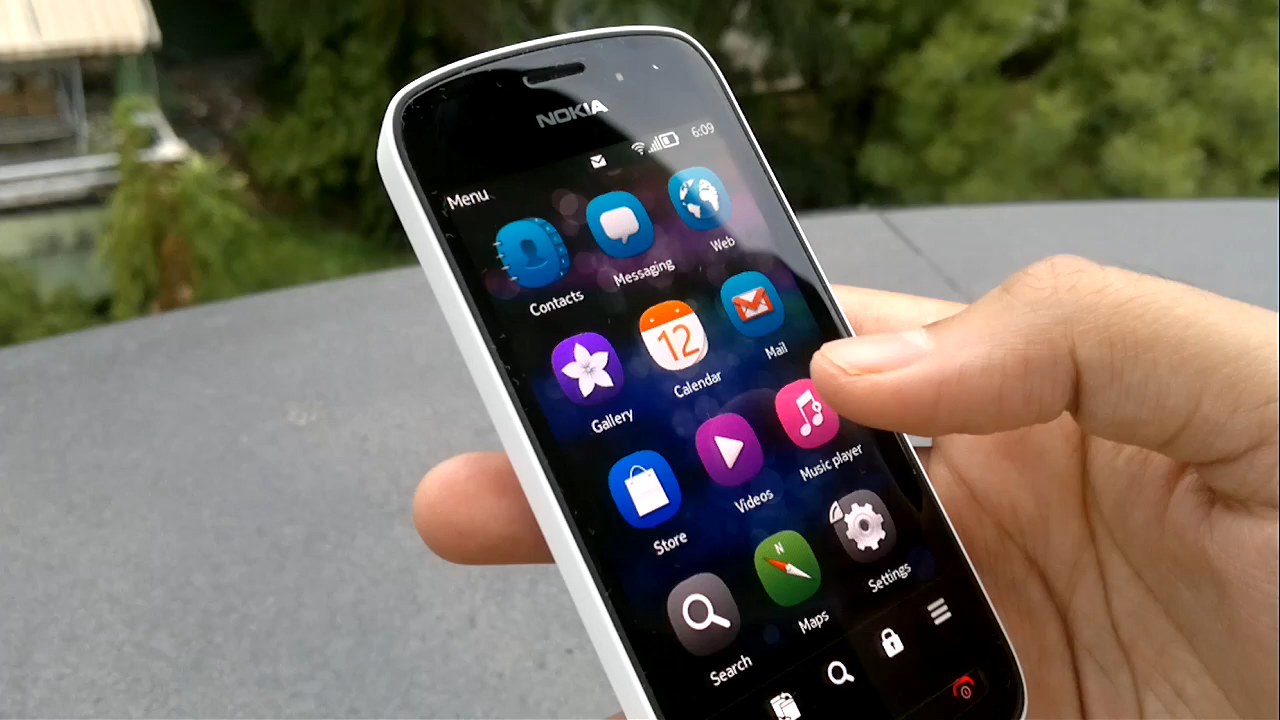 NOKIA
6:09
Menu
Contacts
Messaging
Web
Gallery
12
Calendar
Mail
Store
Videos
Music player
Search
N
Maps
Settings